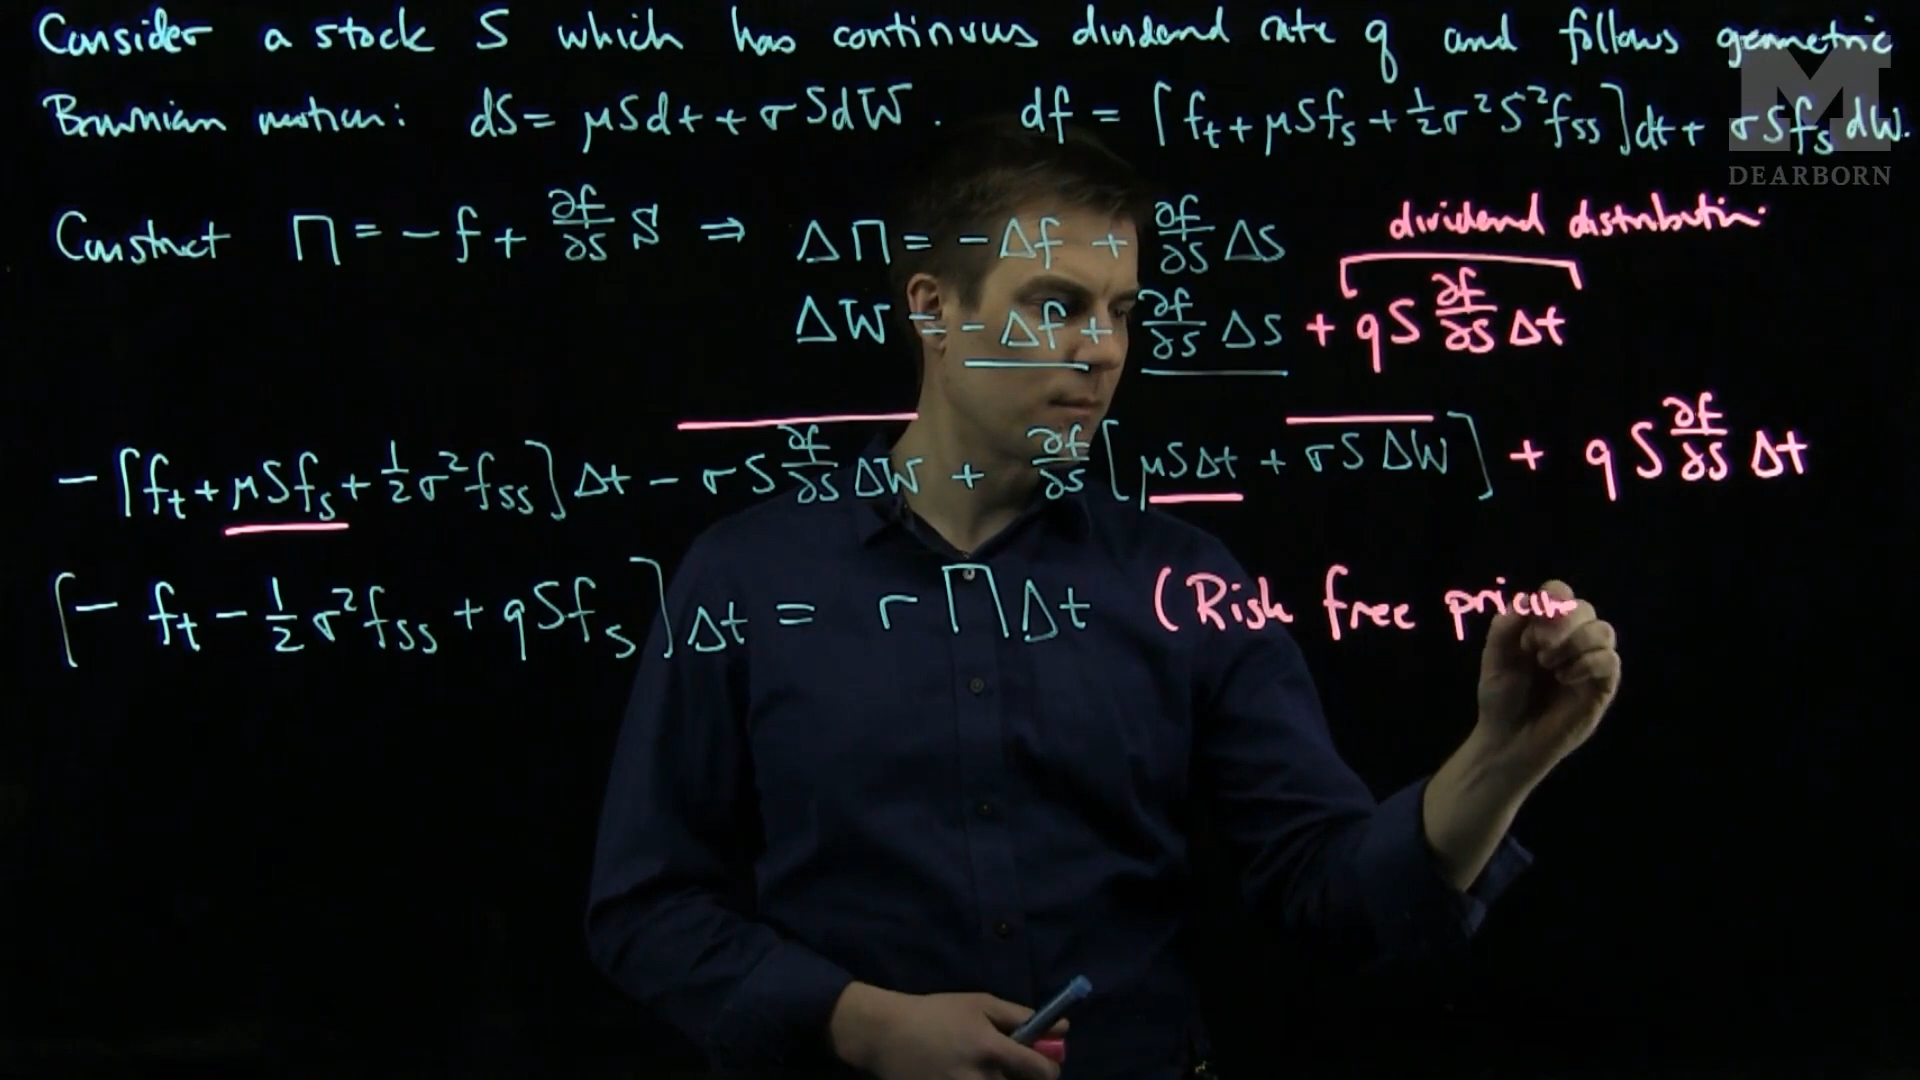 Consider a stock S which has continuous dividend rate q and follows geometric
Brownian motion: dS = μSdt + σSdW. df = [f_t + μSf_s + ½σ²S²f_ss]dt + σSf_s dW.
DEARBORN
dividend distribution
Construct Π = -f + ∂f/∂S S ⇒ ΔΠ = -Δf + ∂f/∂S ΔS
ΔW = -Δf + ∂f/∂S ΔS + qS ∂f/∂S Δt
-[f_t + μSf_s + ½σ²f_ss]Δt - σS ∂f/∂S ΔW + ∂f/∂S [μSΔt + σSΔW] + qS ∂f/∂S Δt
[- f_t - ½σ²f_ss + qSf_s]Δt = rΠΔt (Risk free